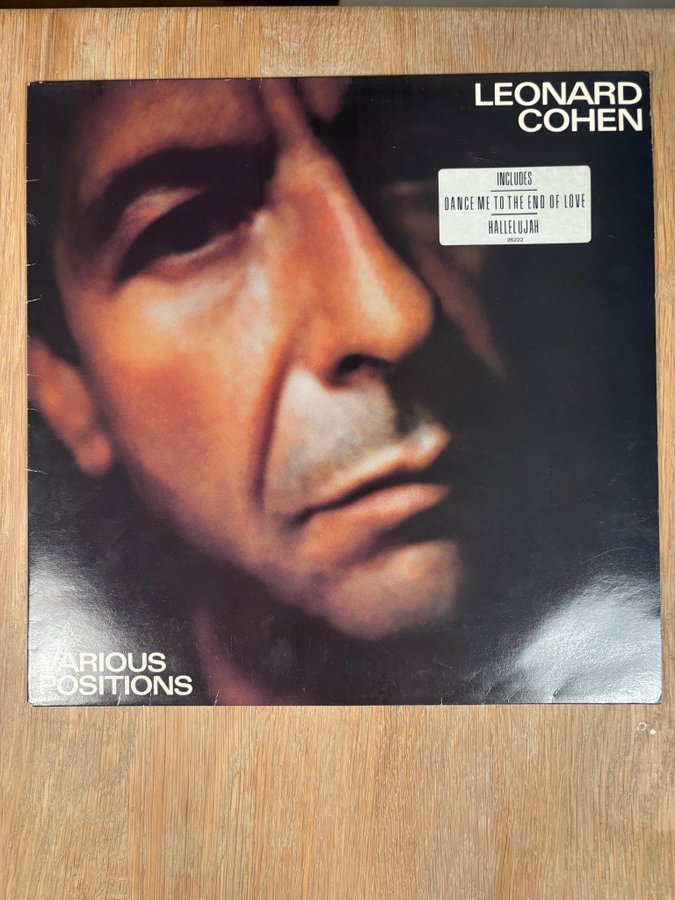 LEONARD
COHEN
INCLUDES
DANCE ME TO THE END OF LOVE
HALLELUJAH
26222
VARIOUS
POSITIONS